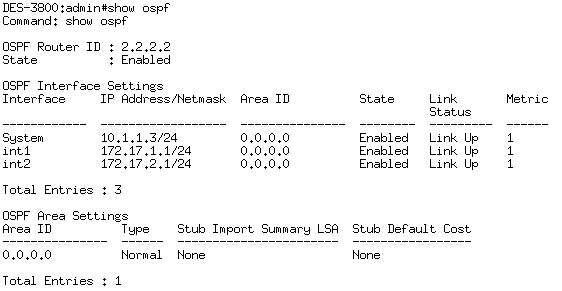 DES-3800:admin#show ospf
Command: show ospf

OSPF Router ID : 2.2.2.2
State          : Enabled

OSPF Interface Settings
Interface     IP Address/Netmask  Area ID              State     Link       Metric
                                                                 Status
------------  ------------------  ---------------      --------  ---------  ------
System        10.1.1.3/24         0.0.0.0              Enabled   Link Up    1
int1          172.17.1.1/24       0.0.0.0              Enabled   Link Up    1
int2          172.17.2.1/24       0.0.0.0              Enabled   Link Up    1

Total Entries : 3

OSPF Area Settings
Area ID          Type    Stub Import Summary LSA  Stub Default Cost
---------------  ------  -----------------------  -----------------
0.0.0.0          Normal  None                     None

Total Entries : 1